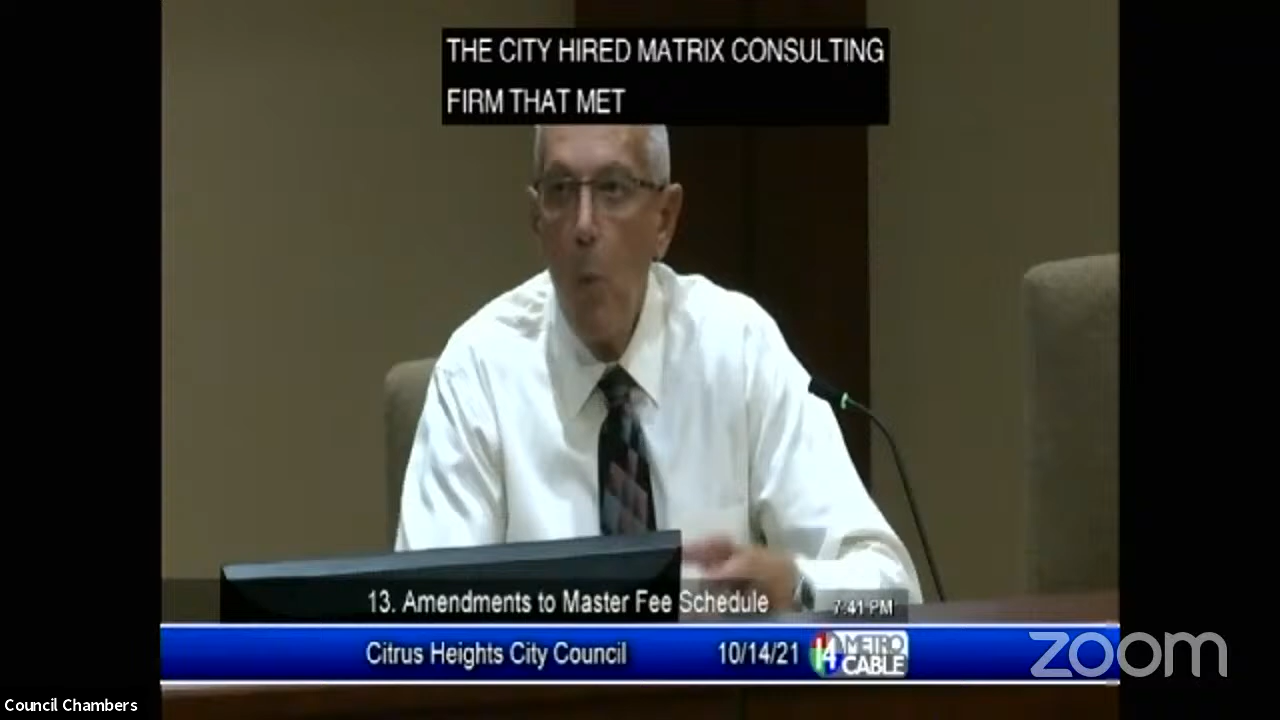 THE CITY HIRED MATRIX CONSULTING
FIRM THAT MET
13. Amendments to Master Fee Schedule
7:41 PM
Citrus Heights City Council
10/14/21
14 METRO
CABLE
zoom
Council Chambers